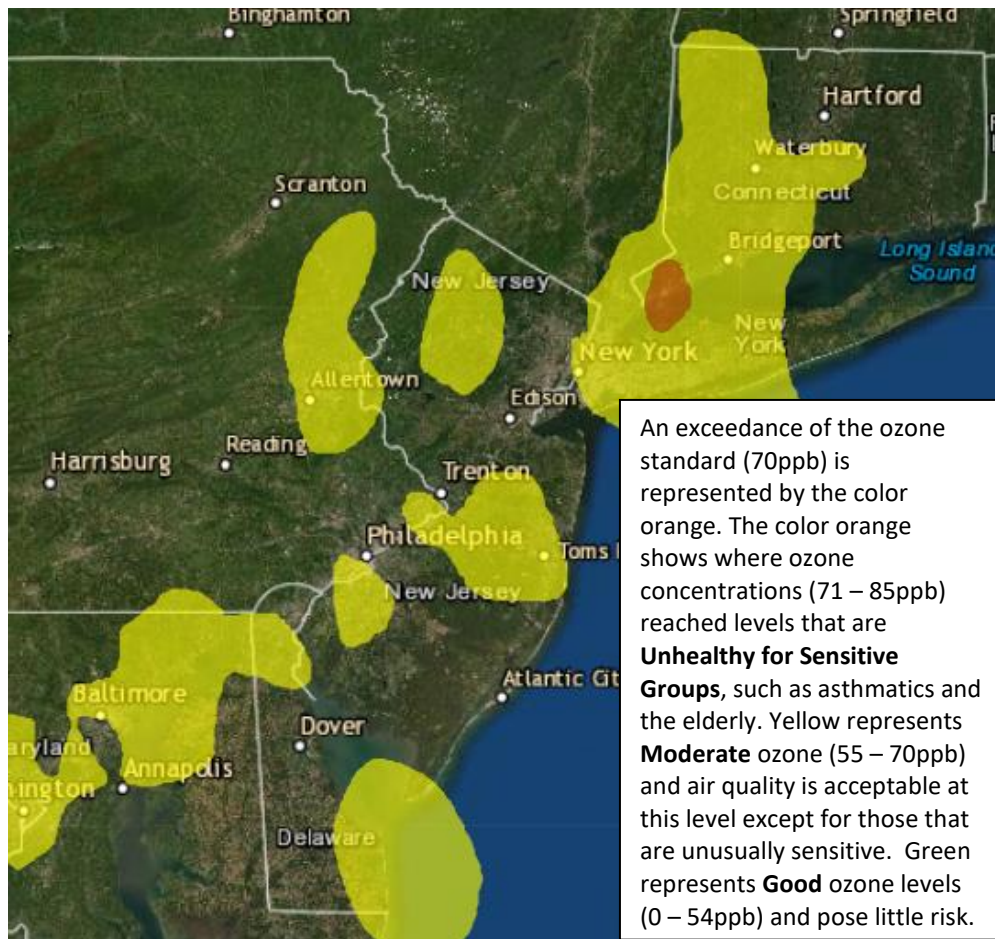 Binghamton
Springfield
Hartford
Waterbury
Connecticut
Scranton
Bridgeport
Long Island
Sound
New Jersey
New
York
New York
Allentown
Edison
Reading
Harrisburg
Trenton
Philadelphia
Toms
New Jersey
Atlantic Cit
Baltimore
Dover
aryland
Annapolis
ington
Delaware
An exceedance of the ozone
standard (70ppb) is
represented by the color
orange. The color orange
shows where ozone
concentrations (71 – 85ppb)
reached levels that are
Unhealthy for Sensitive
Groups, such as asthmatics and
the elderly. Yellow represents
Moderate ozone (55 – 70ppb)
and air quality is acceptable at
this level except for those that
are unusually sensitive.  Green
represents Good ozone levels
(0 – 54ppb) and pose little risk.